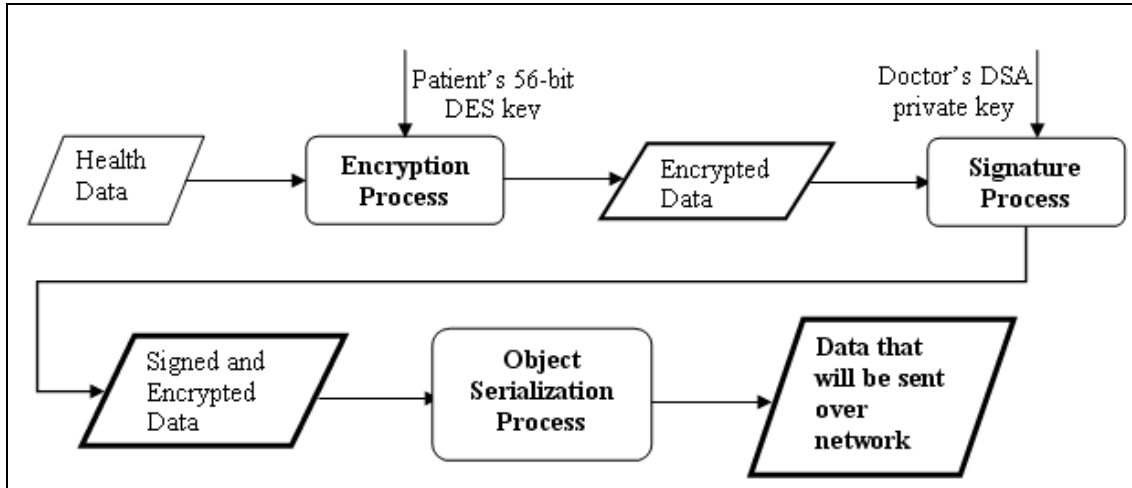 Patient's 56-bit
DES key
Doctor's DSA
private key
Health
Data
Encryption
Process
Encrypted
Data
Signature
Process
Signed and
Encrypted
Data
Object
Serialization
Process
Data that
will be sent
over
network